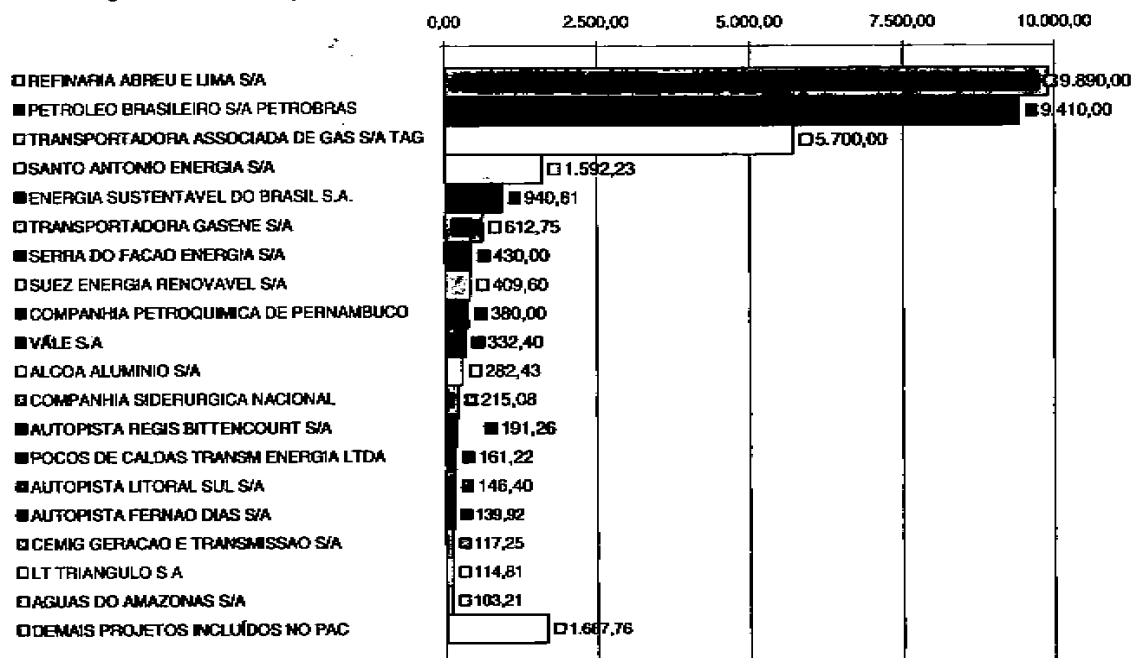 0,00 2.500,00 5.000,00 7.500,00 10.000,00
REFINARIA ABREU E LIMA S/A 9.890,00
PETROLEO BRASILEIRO S/A PETROBRAS 9.410,00
TRANSPORTADORA ASSOCIADA DE GAS S/A TAG 5.700,00
SANTO ANTONIO ENERGIA S/A 1.592,23
ENERGIA SUSTENTAVEL DO BRASIL S.A. 940,81
TRANSPORTADORA GASENE S/A 612,75
SERRA DO FACAO ENERGIA S/A 430,00
SUEZ ENERGIA RENOVAVEL S/A 409,60
COMPANHIA PETROQUIMICA DE PERNAMBUCO 380,00
VALE S.A 332,40
ALCOA ALUMINIO S/A 282,43
COMPANHIA SIDERURGICA NACIONAL 215,08
AUTOPISTA REGIS BITTENCOURT S/A 191,26
POCOS DE CALDAS TRANSM ENERGIA LTDA 161,22
AUTOPISTA LITORAL SUL S/A 146,40
AUTOPISTA FERNAO DIAS S/A 139,92
CEMIG GERACAO E TRANSMISSAO S/A 117,25
LT TRIANGULO S A 114,81
AGUAS DO AMAZONAS S/A 103,21
DEMAIS PROJETOS INCLUÍDOS NO PAC 1.667,76